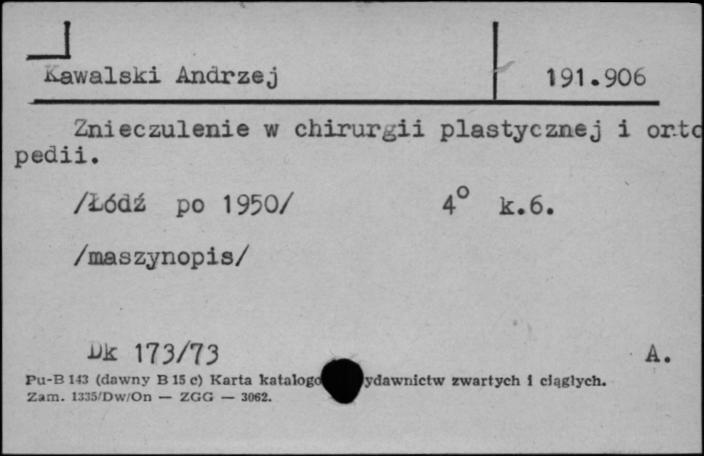 Kawalski Andrzej 191.906
Znieczulenie w chirurgii plastycznej i orto
pedii.
/Łódź po 1950/ 4° k.6.
/maszynopis/
Dk 173/73 A.
Pu-B 143 (dawny B 15 c) Karta katalogo ydawnictw zwartych i ciągłych.
Zam. 1335/Dw/On — ZGG — 3062.